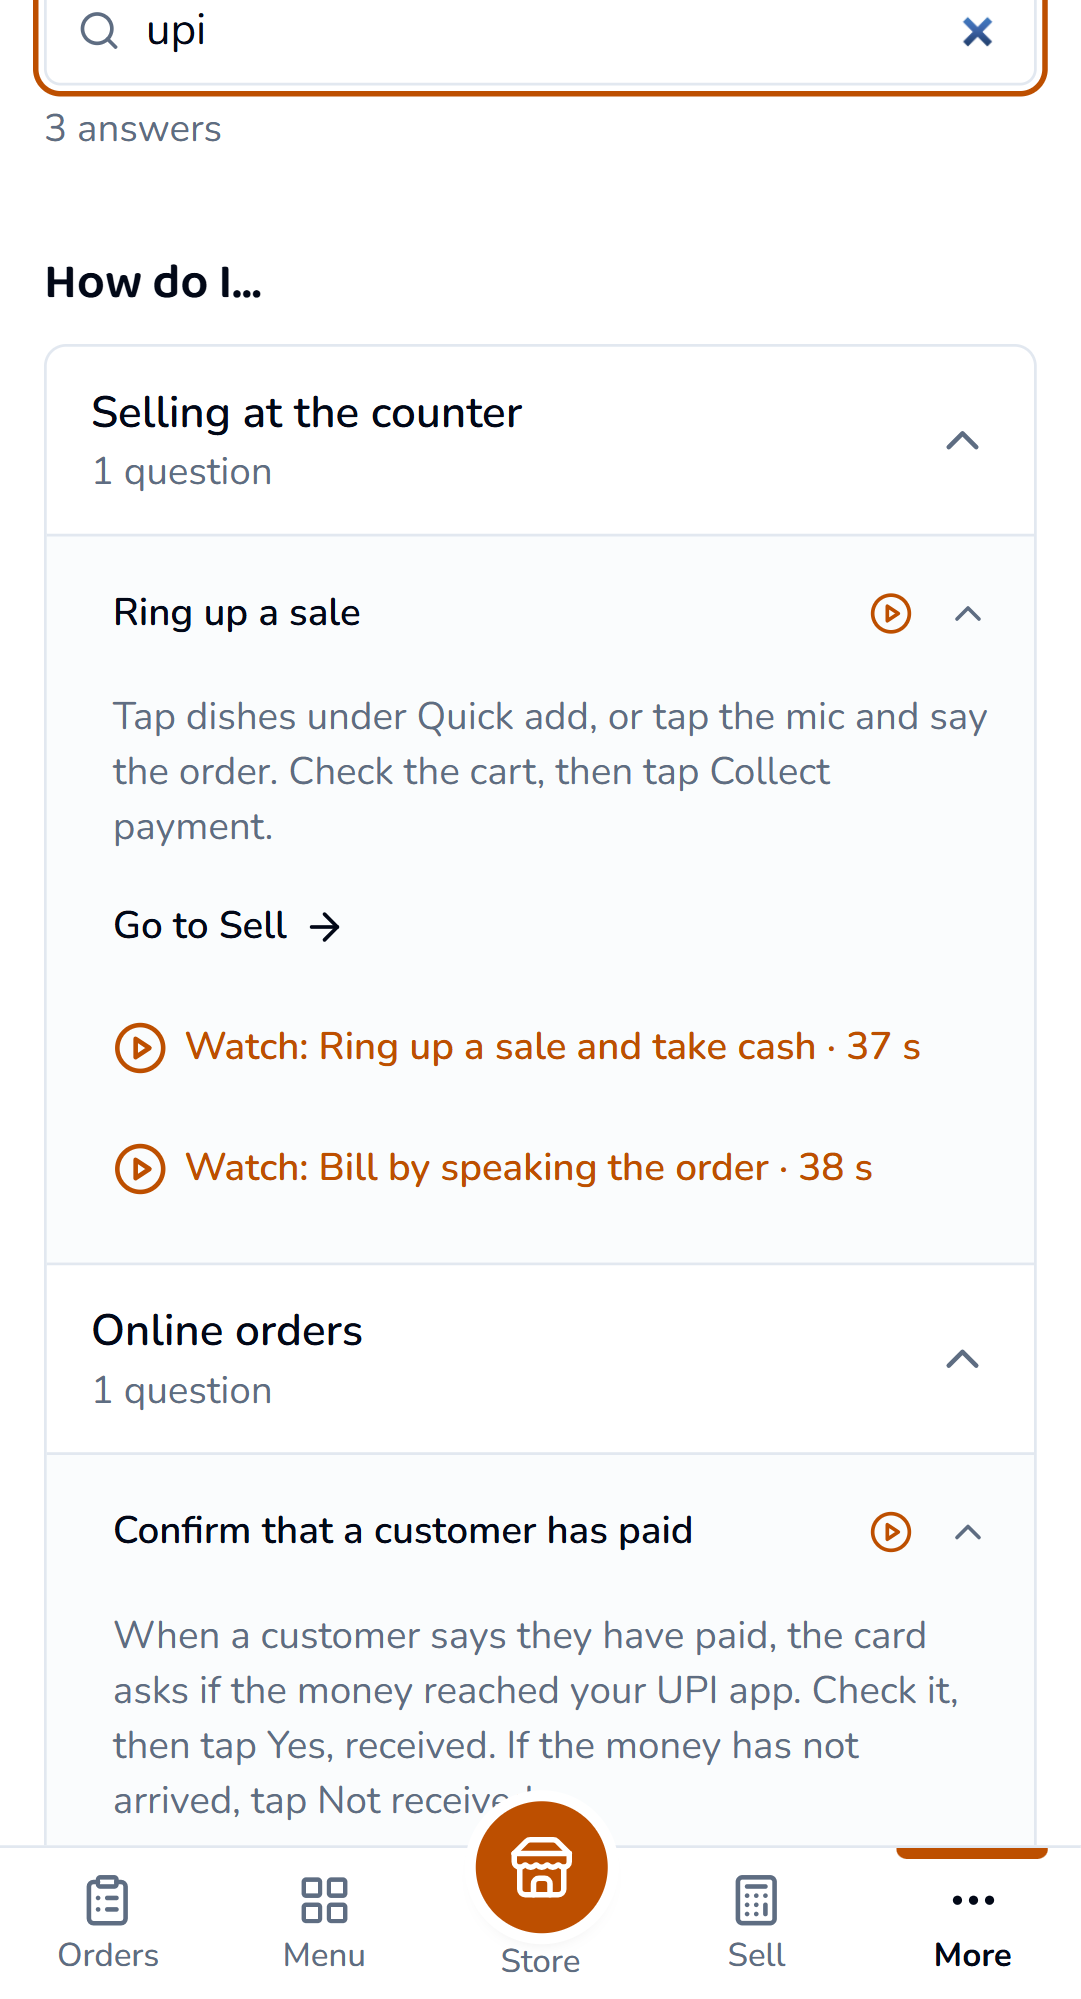 upi
3 answers
How do I...
Selling at the counter
1 question
Ring up a sale
Tap dishes under Quick add, or tap the mic and say
the order. Check the cart, then tap Collect
payment.
Go to Sell
Watch: Ring up a sale and take cash · 37 s
Watch: Bill by speaking the order · 38 s
Online orders
1 question
Confirm that a customer has paid
When a customer says they have paid, the card
asks if the money reached your UPI app. Check it,
then tap Yes, received. If the money has not
arrived, tap Not
Orders
Menu
Store
Sell
More